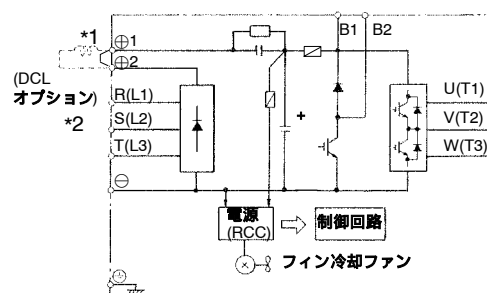 *1
⊕1
⊕2
B1 B2
(DCL
オプション)
*2
R(L1)
S(L2)
T(L3)
U(T1)
V(T2)
W(T3)
+
⊖
電源
(RCC)
制御回路
フィン冷却ファン